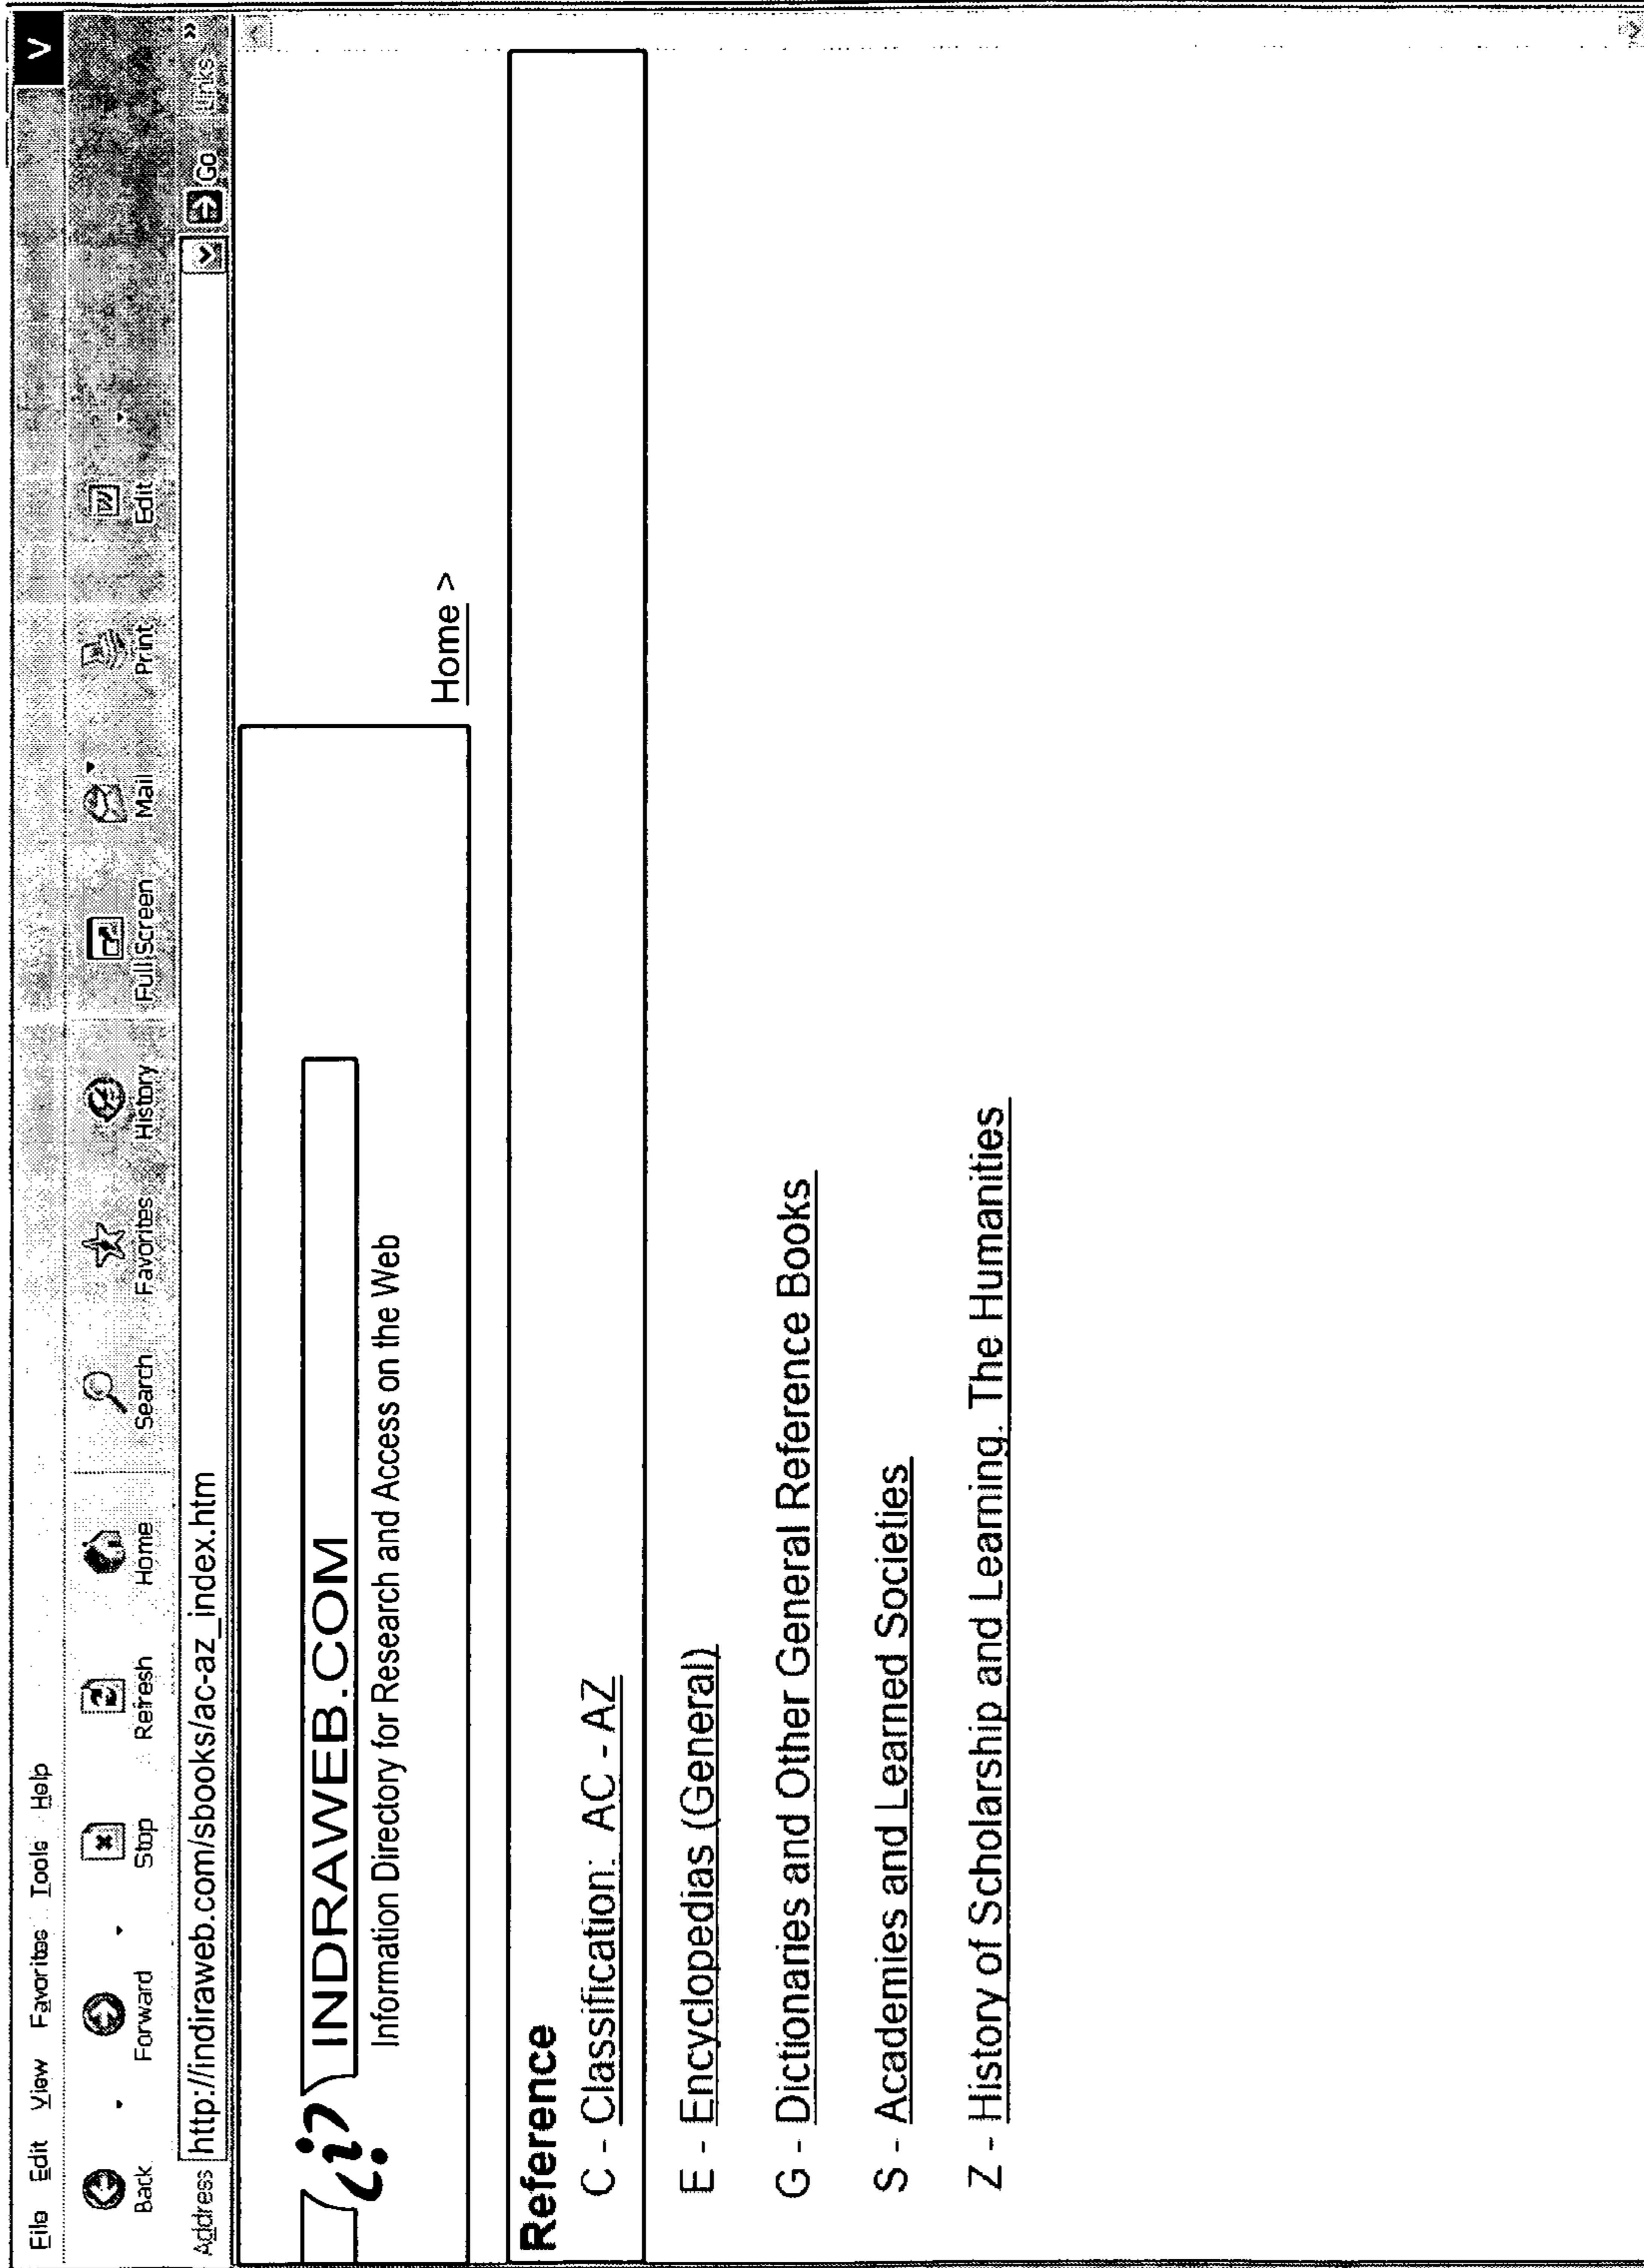 File Edit View Favorites Tools Help
Back Forward Stop Refresh Home Search Favorites History Full Screen Mail Print Edit
Address http://indiraweb.com/sbooks/ac-az_index.htm Go Links »
¿i? INDRAWEB.COM
Information Directory for Research and Access on the Web
Home >
Reference
C - Classification: AC - AZ
E - Encyclopedias (General)
G - Dictionaries and Other General Reference Books
S - Academies and Learned Societies
Z - History of Scholarship and Learning. The Humanities